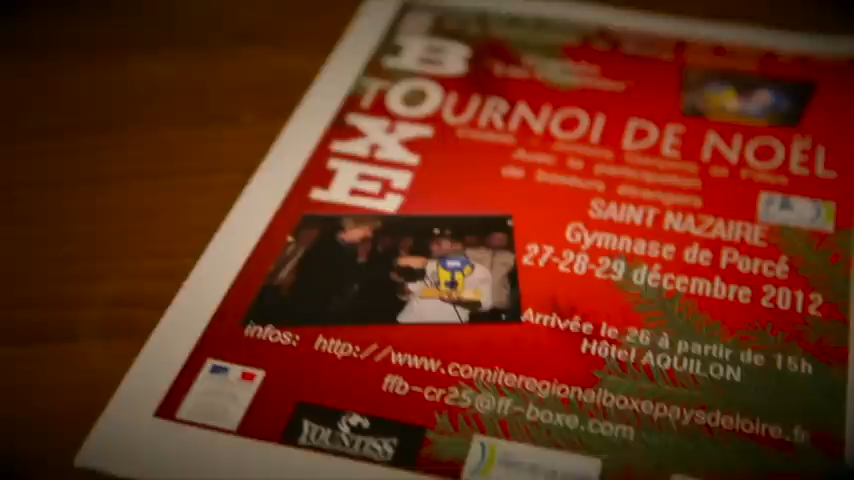 BOXE
TOURNOI DE NOËL
SAINT NAZAIRE
Gymnase de Porcé
27-28-29 décembre 2012
Arrivée le 26 à partir de 15h
Hôtel AQUILON
infos: http://www.comiteregionalboxepaysdeloire.fr
ffb-cr25@ff-boxe.com